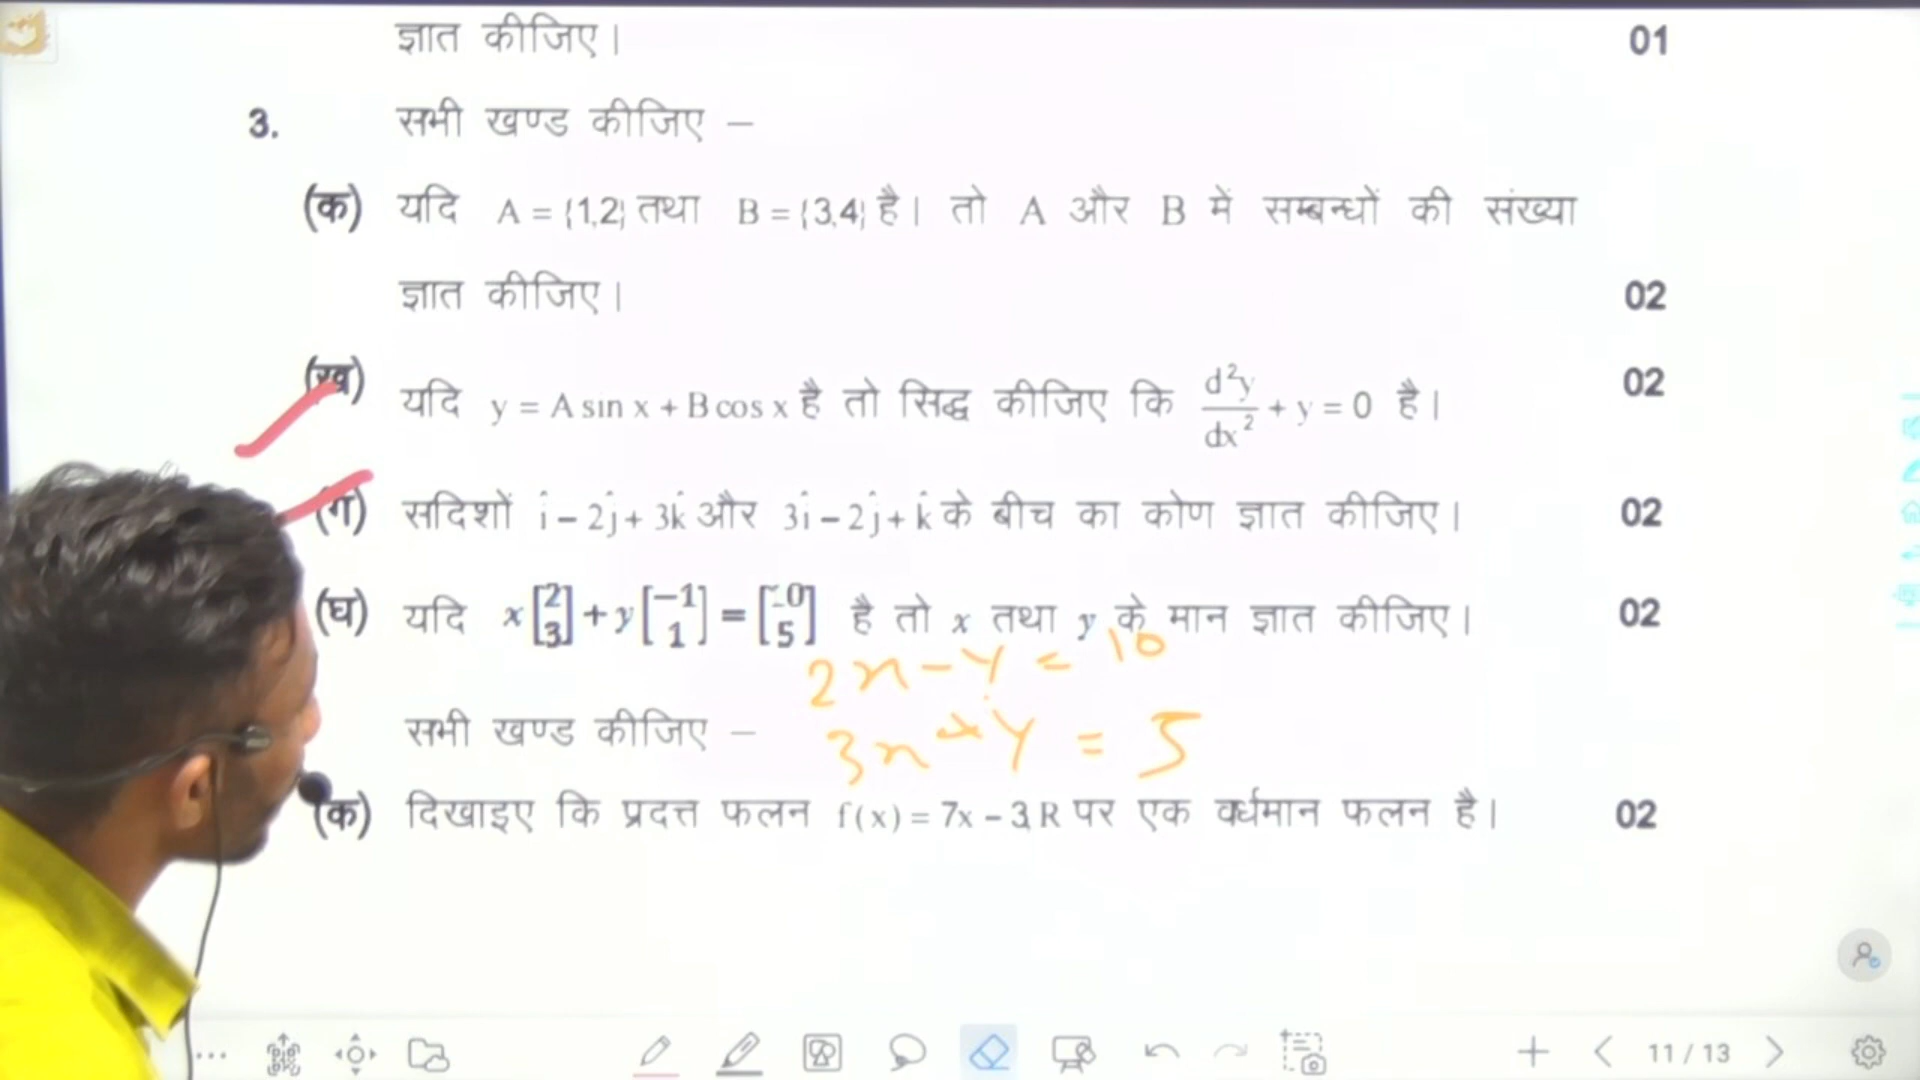 ज्ञात कीजिए। 01
3. सभी खण्ड कीजिए –
(क) यदि A = {1,2} तथा B = {3,4} है। तो A और B में सम्बन्धों की संख्या
ज्ञात कीजिए। 02
(ख) यदि y = A sin x + B cos x है तो सिद्ध कीजिए कि d²y/dx² + y = 0 है। 02
(ग) सदिशों i – 2j + 3k और 3i – 2j + k के बीच का कोण ज्ञात कीजिए। 02
(घ) यदि x[2 3] + y[–1 1] = [10 5] है तो x तथा y के मान ज्ञात कीजिए। 02
2x – y = 10
3x + y = 5
सभी खण्ड कीजिए –
(क) दिखाइए कि प्रदत्त फलन f(x) = 7x – 3, R पर एक वर्धमान फलन है। 02
11 / 13